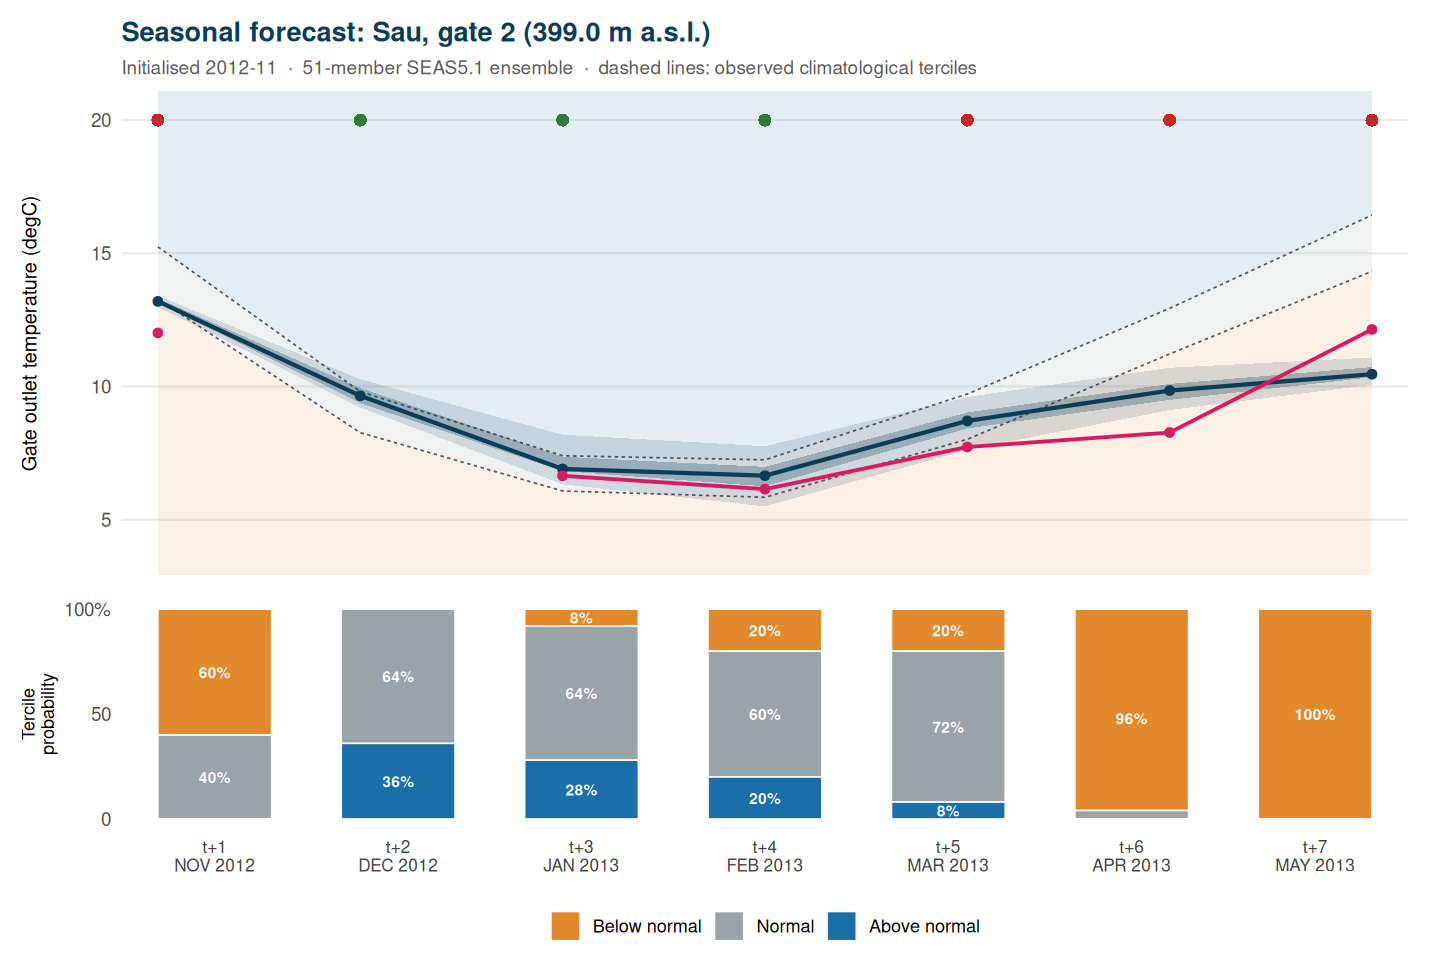 Seasonal forecast: Sau, gate 2 (399.0 m a.s.l.)
Initialised 2012-11 · 51-member SEAS5.1 ensemble · dashed lines: observed climatological terciles
Gate outlet temperature (degC)
20
15
10
5
Tercile
probability
100%
50
0
60%
40%
64%
36%
8%
64%
28%
20%
60%
20%
20%
72%
8%
96%
100%
t+1 t+2 t+3 t+4 t+5 t+6 t+7
NOV 2012 DEC 2012 JAN 2013 FEB 2013 MAR 2013 APR 2013 MAY 2013
Below normal Normal Above normal